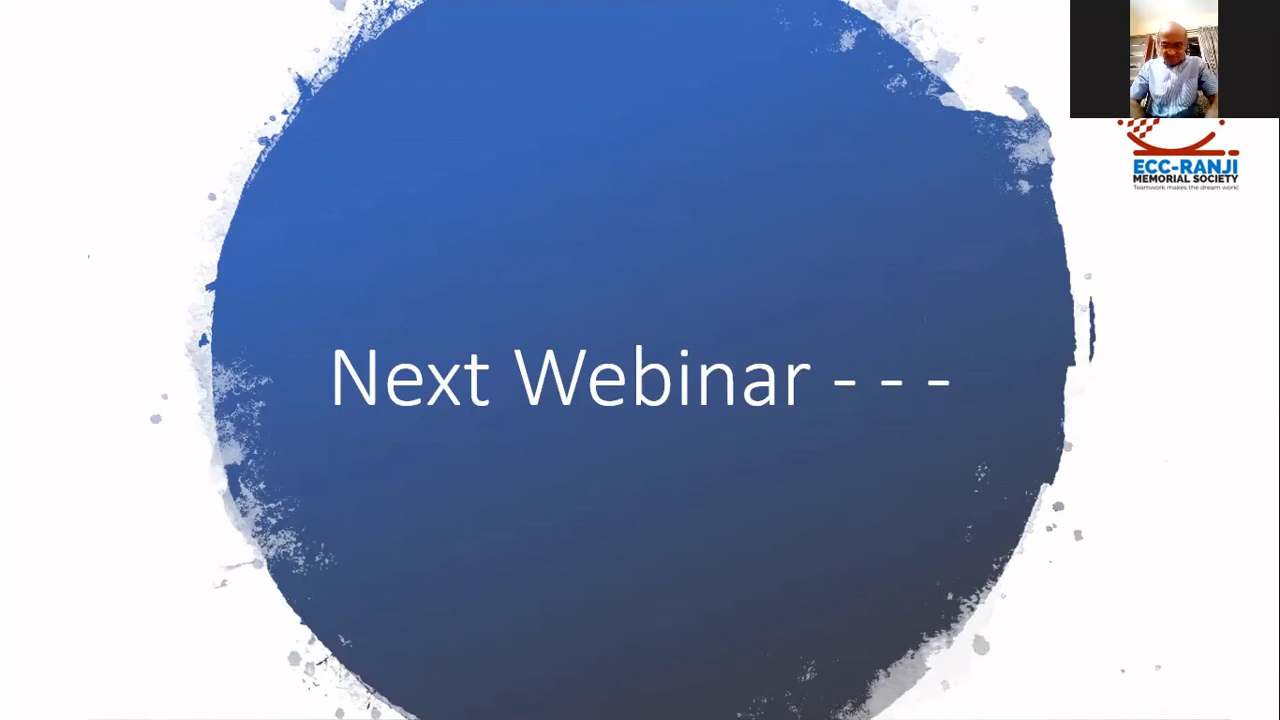 ECC-RANJI
MEMORIAL SOCIETY
Teamwork makes the dream work!
Next Webinar - - -